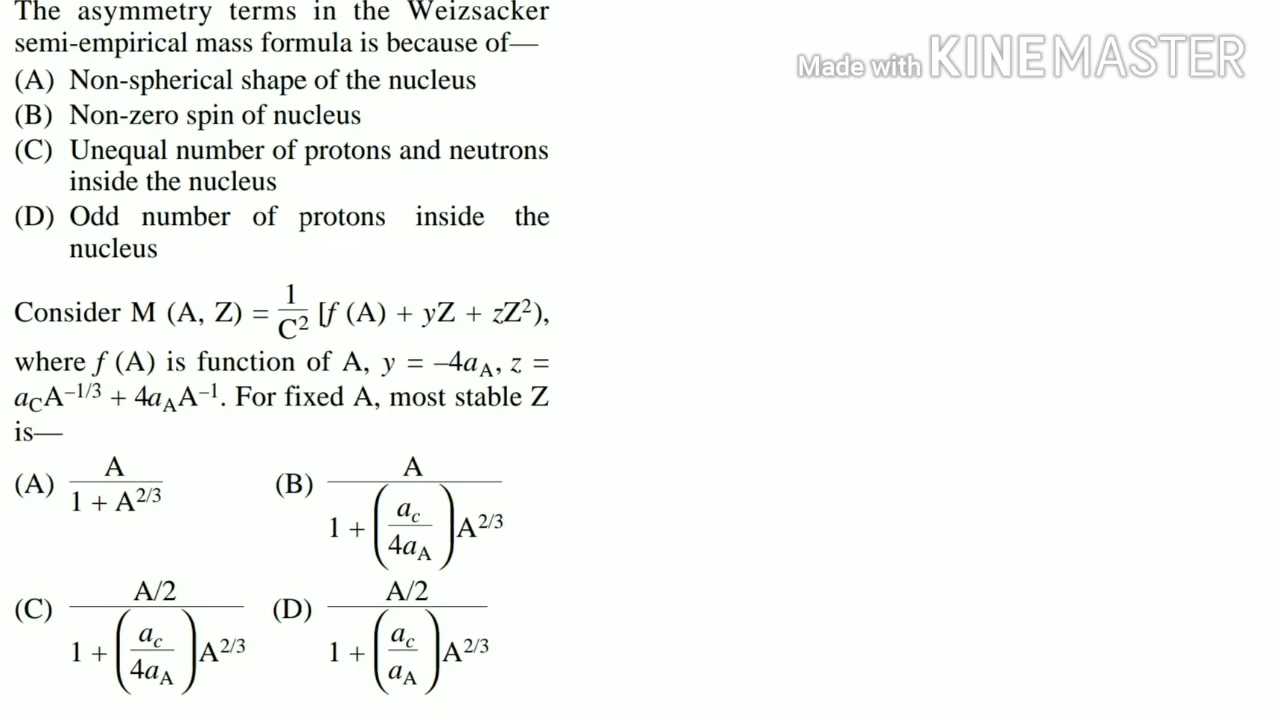 The asymmetry terms in the Weizsacker
semi-empirical mass formula is because of—
(A) Non-spherical shape of the nucleus
(B) Non-zero spin of nucleus
(C) Unequal number of protons and neutrons
inside the nucleus
(D) Odd number of protons inside the
nucleus
Consider M (A, Z) = 1/C² [f (A) + yZ + zZ²),
where f (A) is function of A, y = –4a_A, z =
a_C A^–1/3 + 4a_A A^–1. For fixed A, most stable Z
is—
(A) A / 1 + A^2/3 (B) A / 1 + (a_c / 4a_A) A^2/3
(C) A/2 / 1 + (a_c / 4a_A) A^2/3 (D) A/2 / 1 + (a_c / a_A) A^2/3
Made with KINEMASTER